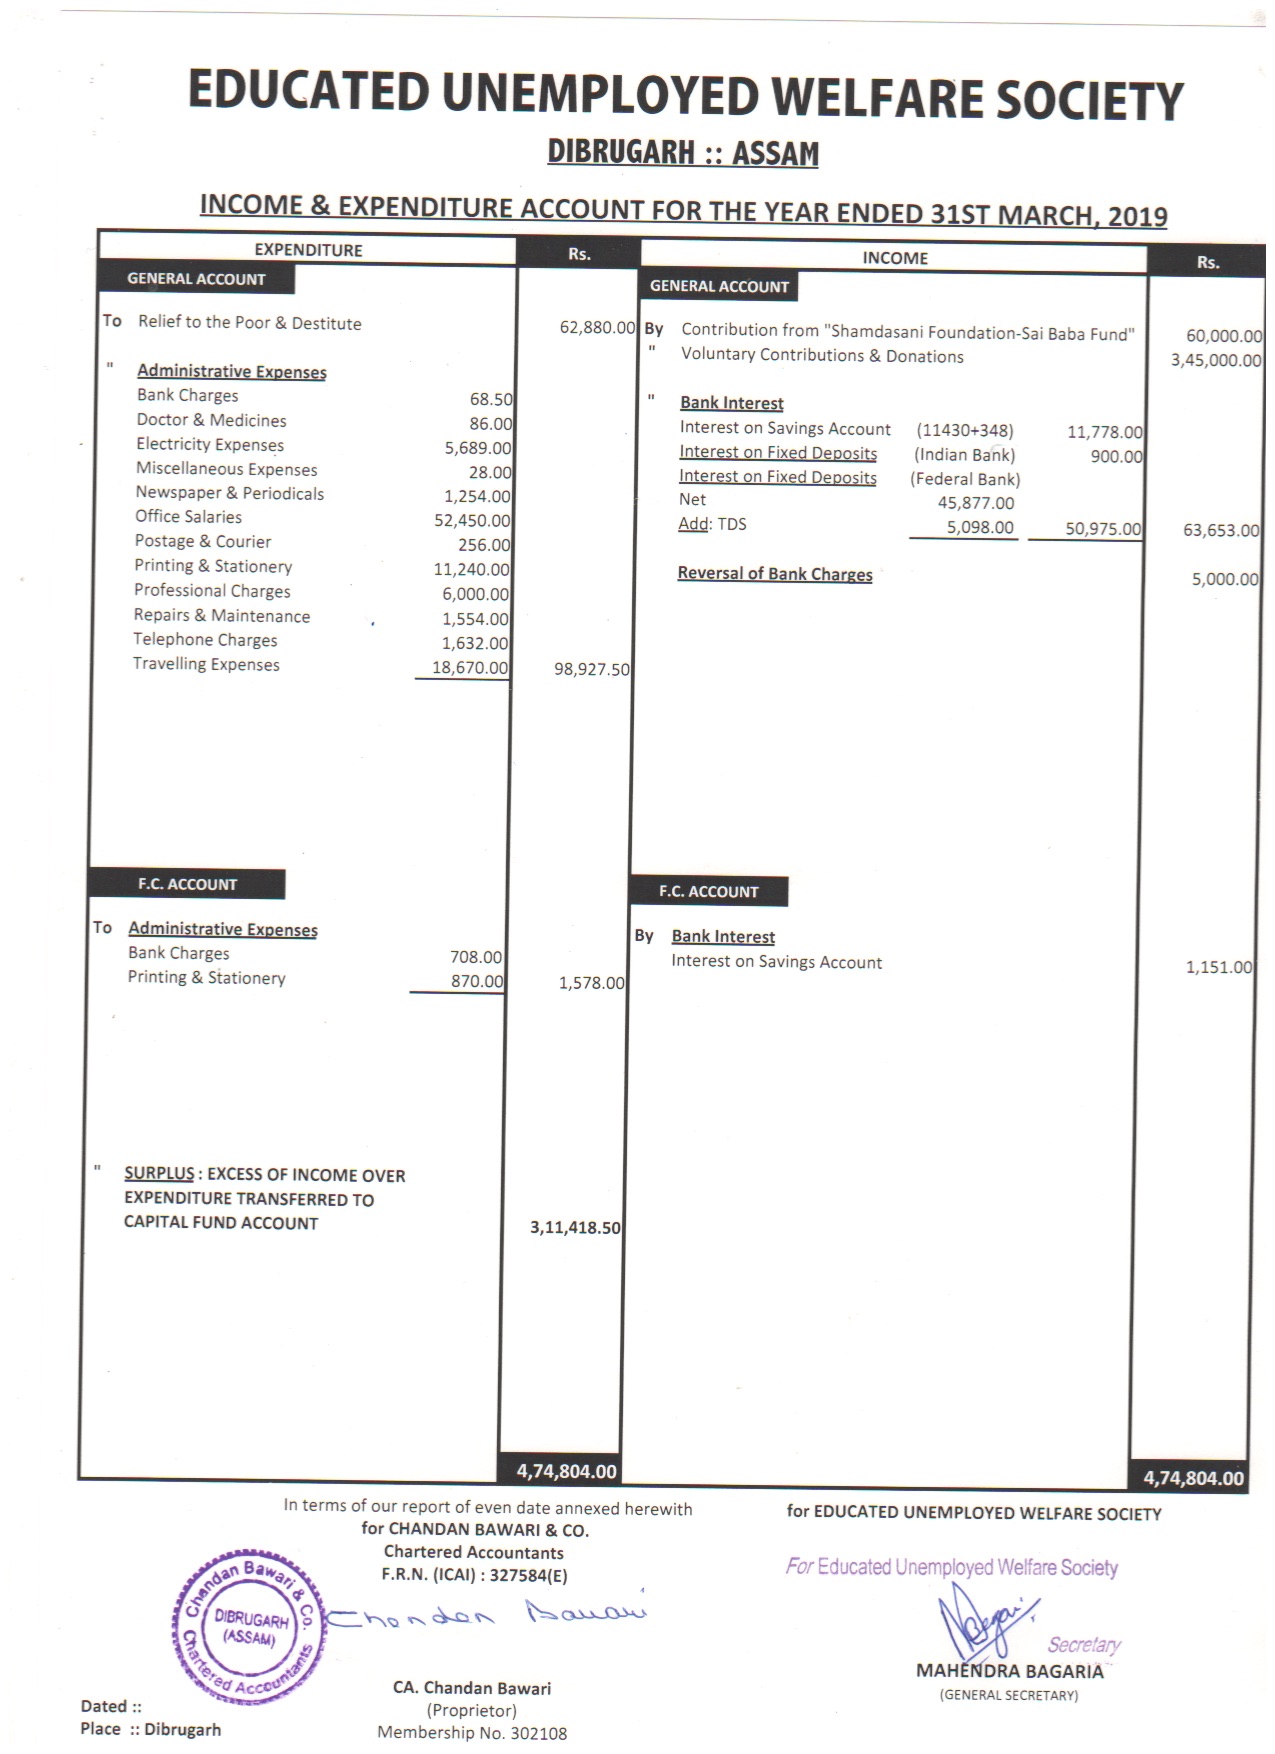 EDUCATED UNEMPLOYED WELFARE SOCIETY
DIBRUGARH :: ASSAM
INCOME & EXPENDITURE ACCOUNT FOR THE YEAR ENDED 31ST MARCH, 2019
EXPENDITURE Rs. INCOME Rs.
GENERAL ACCOUNT GENERAL ACCOUNT
To Relief to the Poor & Destitute 62,880.00 By Contribution from "Shamdasani Foundation-Sai Baba Fund" 60,000.00
" Voluntary Contributions & Donations 3,45,000.00
" Administrative Expenses
Bank Charges 68.50 " Bank Interest
Doctor & Medicines 86.00 Interest on Savings Account (11430+348) 11,778.00
Electricity Expenses 5,689.00 Interest on Fixed Deposits (Indian Bank) 900.00
Miscellaneous Expenses 28.00 Interest on Fixed Deposits (Federal Bank)
Newspaper & Periodicals 1,254.00 Net 45,877.00
Office Salaries 52,450.00 Add: TDS 5,098.00 50,975.00 63,653.00
Postage & Courier 256.00
Printing & Stationery 11,240.00 Reversal of Bank Charges 5,000.00
Professional Charges 6,000.00
Repairs & Maintenance 1,554.00
Telephone Charges 1,632.00
Travelling Expenses 18,670.00 98,927.50
F.C. ACCOUNT F.C. ACCOUNT
To Administrative Expenses By Bank Interest
Bank Charges 708.00 Interest on Savings Account 1,151.00
Printing & Stationery 870.00 1,578.00
" SURPLUS : EXCESS OF INCOME OVER
EXPENDITURE TRANSFERRED TO
CAPITAL FUND ACCOUNT 3,11,418.50
4,74,804.00 4,74,804.00
In terms of our report of even date annexed herewith
for CHANDAN BAWARI & CO.
Chartered Accountants
F.R.N. (ICAI) : 327584(E)
Chandan Bawari
Chandan Bawari & Co.
DIBRUGARH
(ASSAM)
Chartered Accountants
CA. Chandan Bawari
(Proprietor)
Membership No. 302108
Dated ::
Place :: Dibrugarh
for EDUCATED UNEMPLOYED WELFARE SOCIETY
For Educated Unemployed Welfare Society
Secretary
MAHENDRA BAGARIA
(GENERAL SECRETARY)